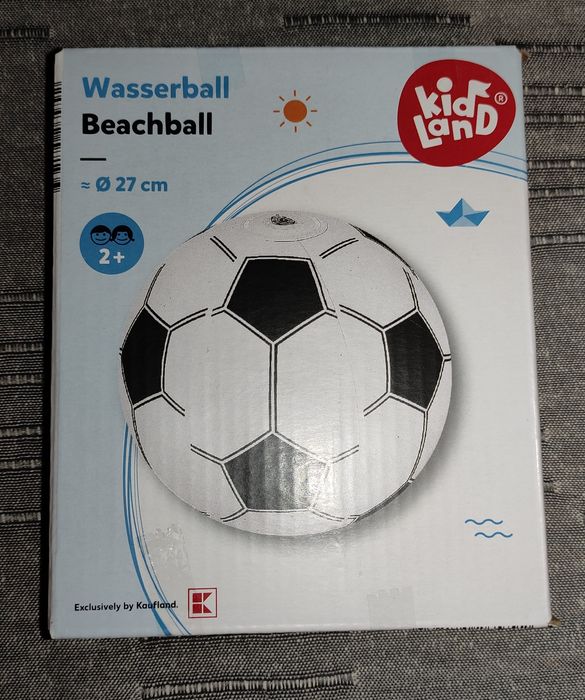 Wasserball
Beachball
kid
LanD®
≈ Ø 27 cm
2+
Exclusively by Kaufland.
K